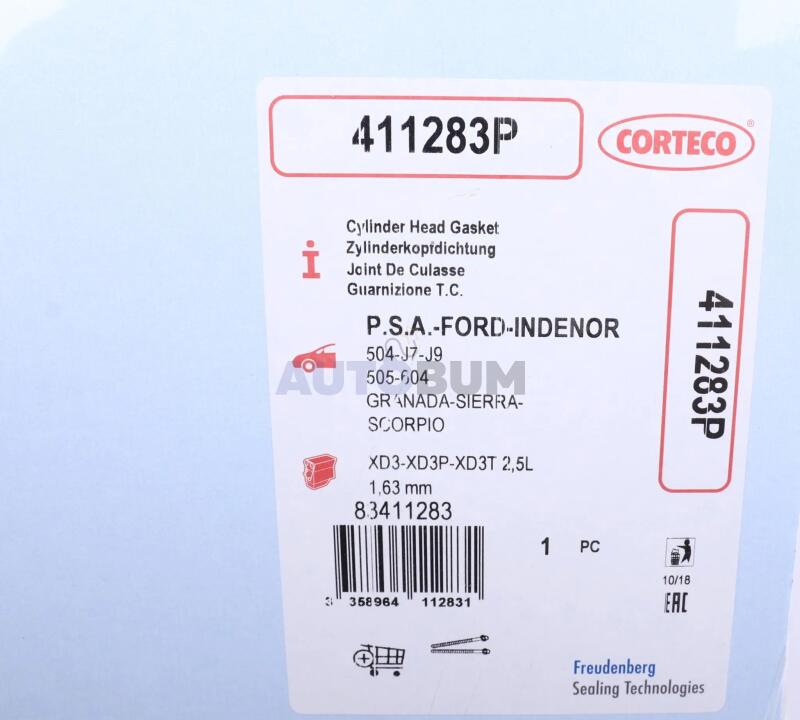 411283P
CORTECO®
i
Cylinder Head Gasket
Zylinderkopfdichtung
Joint De Culasse
Guarnizione T.C.
P.S.A.-FORD-INDENOR
504-J7-J9
505-604
GRANADA-SIERRA-
SCORPIO
AUTOBUM
XD3-XD3P-XD3T 2,5L
1,63 mm
83411283
3 358964 112831
1 PC
10/18
EAC
411283P
Freudenberg
Sealing Technologies